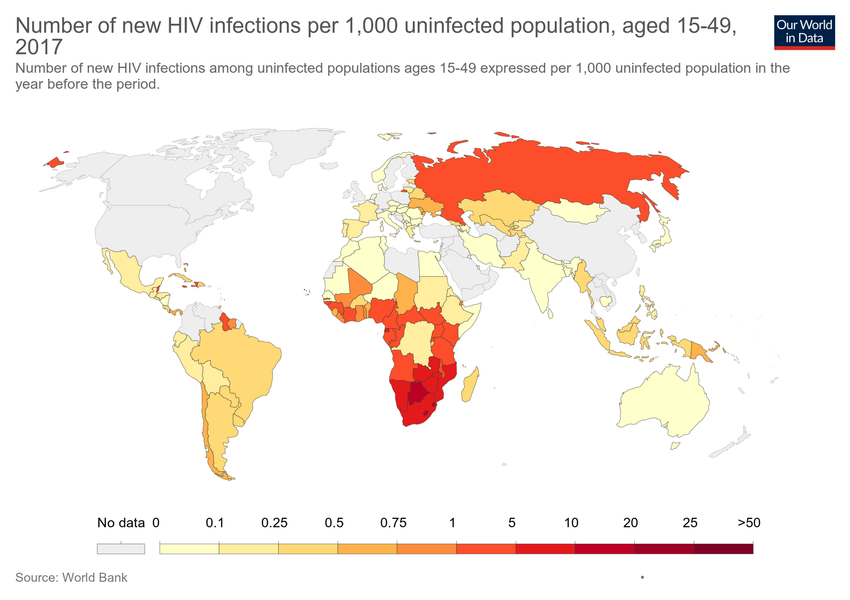 Number of new HIV infections per 1,000 uninfected population, aged 15-49,
2017
Our World
in Data
Number of new HIV infections among uninfected populations ages 15-49 expressed per 1,000 uninfected population in the
year before the period.
No data 0 0.1 0.25 0.5 0.75 1 5 10 20 25 >50
Source: World Bank